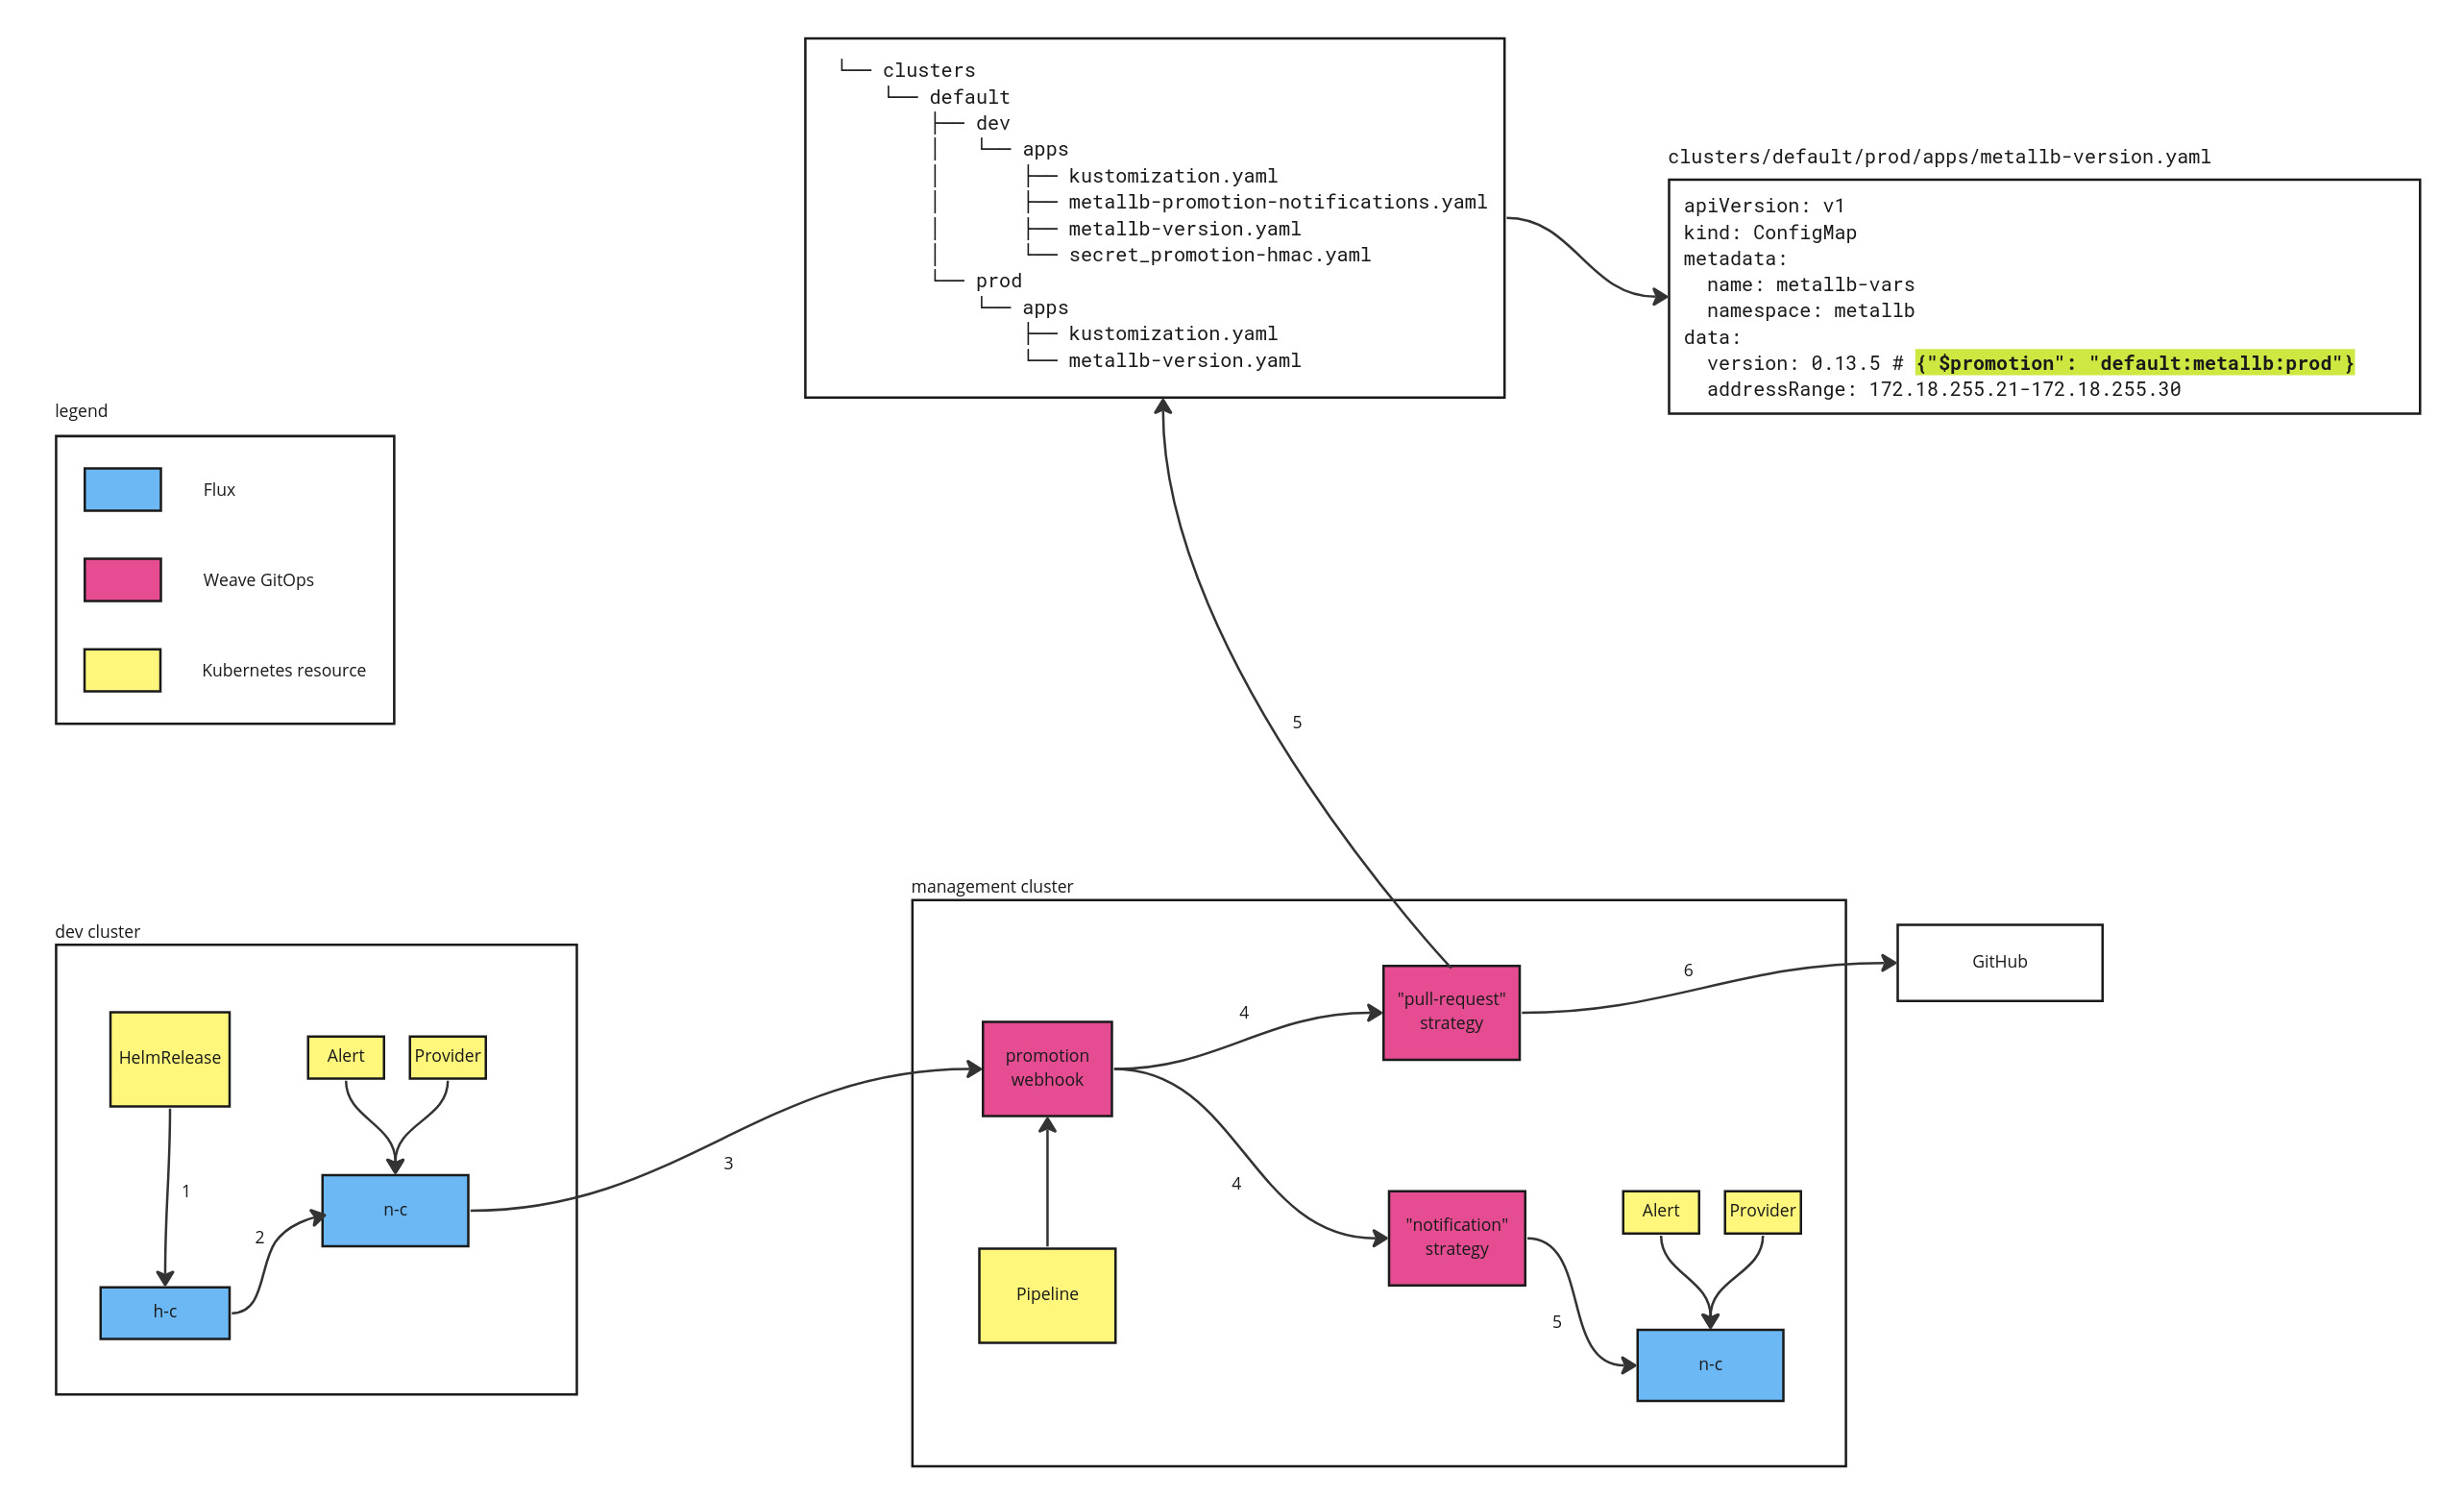 └── clusters
    └── default
        ├── dev
        │   └── apps
        │       ├── kustomization.yaml
        │       ├── metallb-promotion-notifications.yaml
        │       ├── metallb-version.yaml
        │       └── secret_promotion-hmac.yaml
        └── prod
            └── apps
                ├── kustomization.yaml
                └── metallb-version.yaml
clusters/default/prod/apps/metallb-version.yaml
apiVersion: v1
kind: ConfigMap
metadata:
  name: metallb-vars
  namespace: metallb
data:
  version: 0.13.5 # {"$promotion": "default:metallb:prod"}
  addressRange: 172.18.255.21-172.18.255.30
legend
Flux
Weave GitOps
Kubernetes resource
5
dev cluster
HelmRelease
Alert
Provider
1
2
n-c
h-c
3
management cluster
promotion
webhook
4
"pull-request"
strategy
6
GitHub
4
Pipeline
"notification"
strategy
5
Alert
Provider
n-c